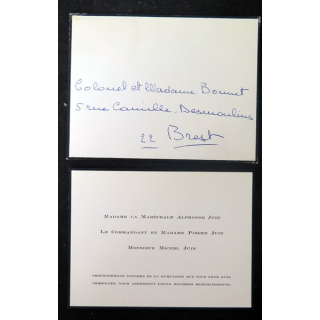 Colonel et Madame Bonnet
5 rue Camille. Desmoulins
22 Brest
MADAME LA MARÉCHALE ALPHONSE JUIN
LE COMMANDANT ET MADAME PIERRE JUIN
MONSIEUR MICHEL JUIN
PROFONDÉMENT TOUCHÉS DE LA SYMPATHIE QUE VOUS LEUR AVEZ
TÉMOIGNÉE, VOUS ADRESSENT LEURS SINCÈRES REMERCIEMENTS